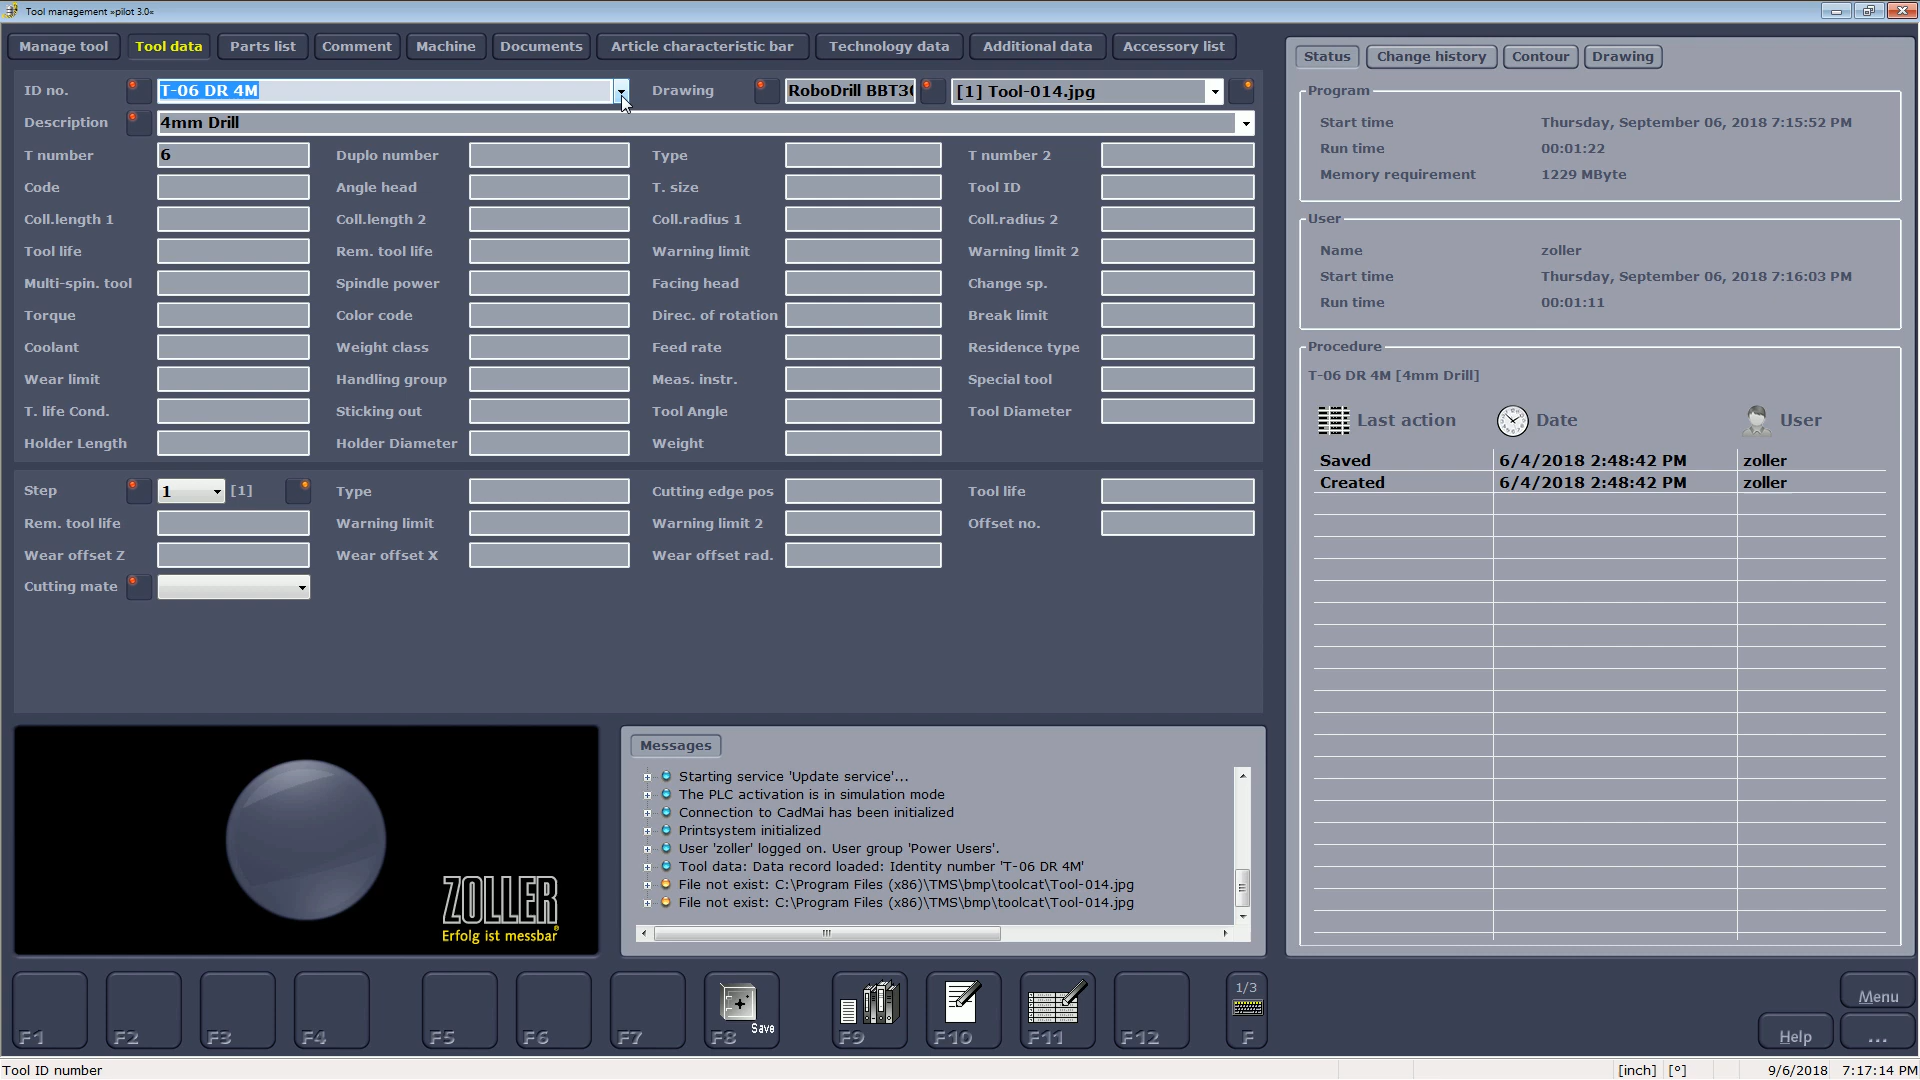 Tool management »pilot 3.0«
Manage tool Tool data Parts list Comment Machine Documents Article characteristic bar Technology data Additional data Accessory list
Status Change history Contour Drawing
ID no. T-06 DR 4M Drawing RoboDrill BBT3 [1] Tool-014.jpg
Description 4mm Drill
T number 6 Duplo number Type T number 2
Code Angle head T. size Tool ID
Coll.length 1 Coll.length 2 Coll.radius 1 Coll.radius 2
Tool life Rem. tool life Warning limit Warning limit 2
Multi-spin. tool Spindle power Facing head Change sp.
Torque Color code Direc. of rotation Break limit
Coolant Weight class Feed rate Residence type
Wear limit Handling group Meas. instr. Special tool
T. life Cond. Sticking out Tool Angle Tool Diameter
Holder Length Holder Diameter Weight
Step 1 [1] Type Cutting edge pos Tool life
Rem. tool life Warning limit Warning limit 2 Offset no.
Wear offset Z Wear offset X Wear offset rad.
Cutting mate
Program
Start time Thursday, September 06, 2018 7:15:52 PM
Run time 00:01:22
Memory requirement 1229 MByte
User
Name zoller
Start time Thursday, September 06, 2018 7:16:03 PM
Run time 00:01:11
Procedure
T-06 DR 4M [4mm Drill]
Last action Date User
Saved 6/4/2018 2:48:42 PM zoller
Created 6/4/2018 2:48:42 PM zoller
ZOLLER
Erfolg ist messbar
Messages
Starting service 'Update service'...
The PLC activation is in simulation mode
Connection to CadMai has been initialized
Printsystem initialized
User 'zoller' logged on. User group 'Power Users'.
Tool data: Data record loaded: Identity number 'T-06 DR 4M'
File not exist: C:\Program Files (x86)\TMS\bmp\toolcat\Tool-014.jpg
File not exist: C:\Program Files (x86)\TMS\bmp\toolcat\Tool-014.jpg
F1 F2 F3 F4 F5 F6 F7 F8 Save F9 F10 F11 F12 1/3 F
Menu
Help ...
Tool ID number [inch] [°] 9/6/2018 7:17:14 PM